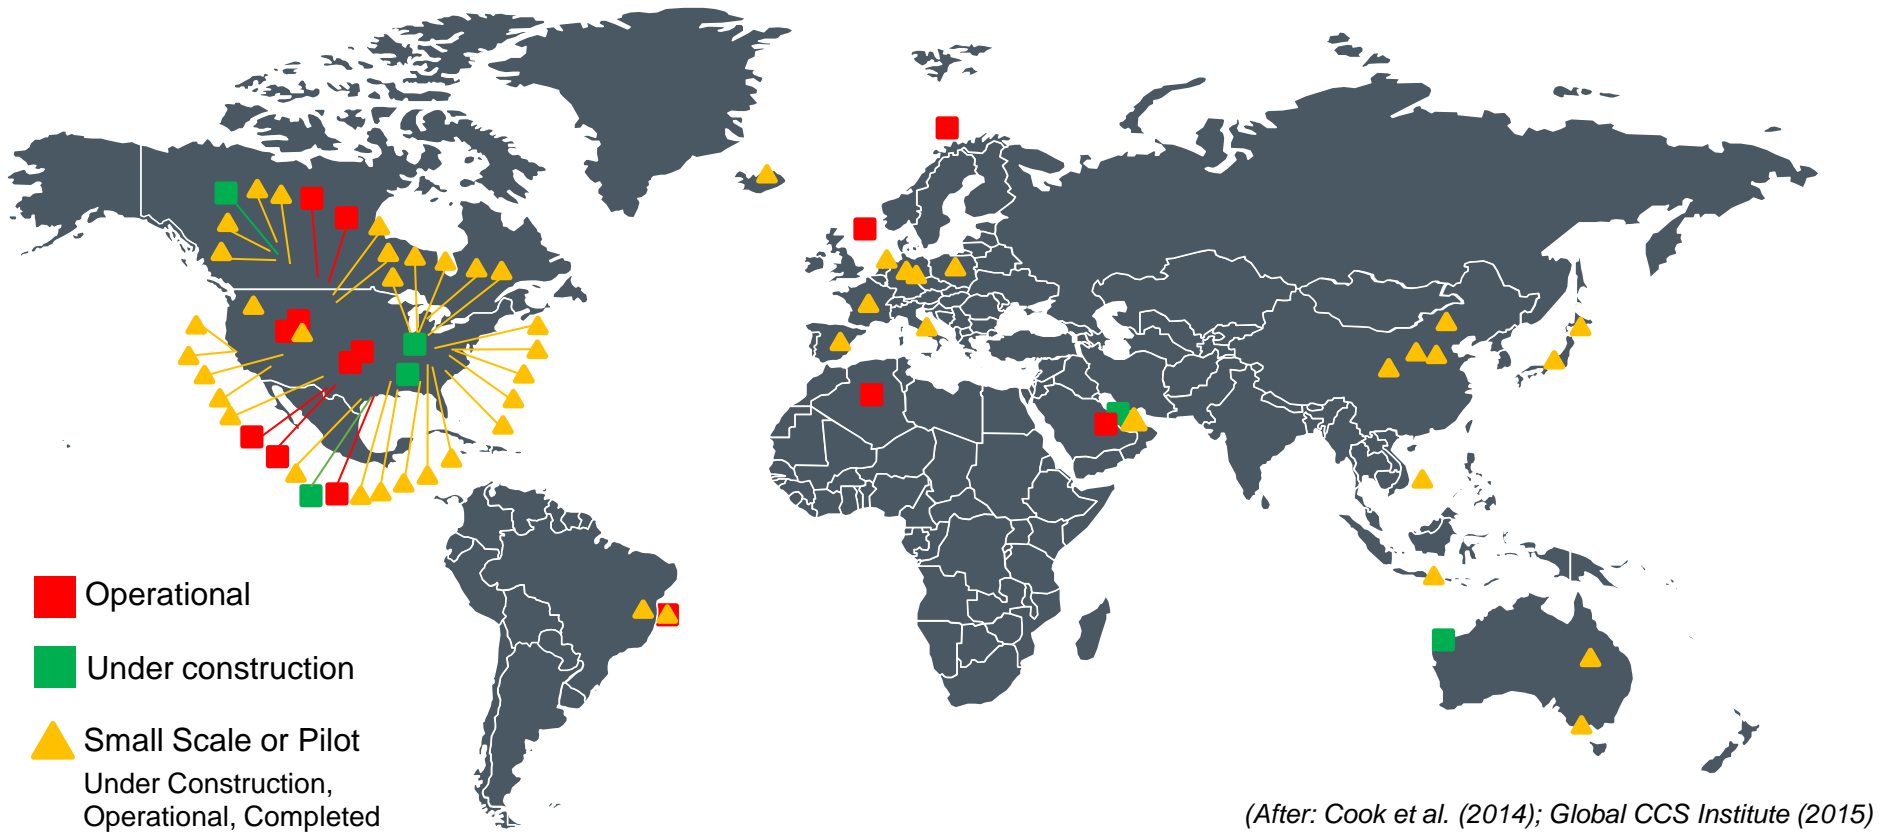 Operational
Under construction
Small Scale or Pilot
Under Construction,
Operational, Completed
(After: Cook et al. (2014); Global CCS Institute (2015)